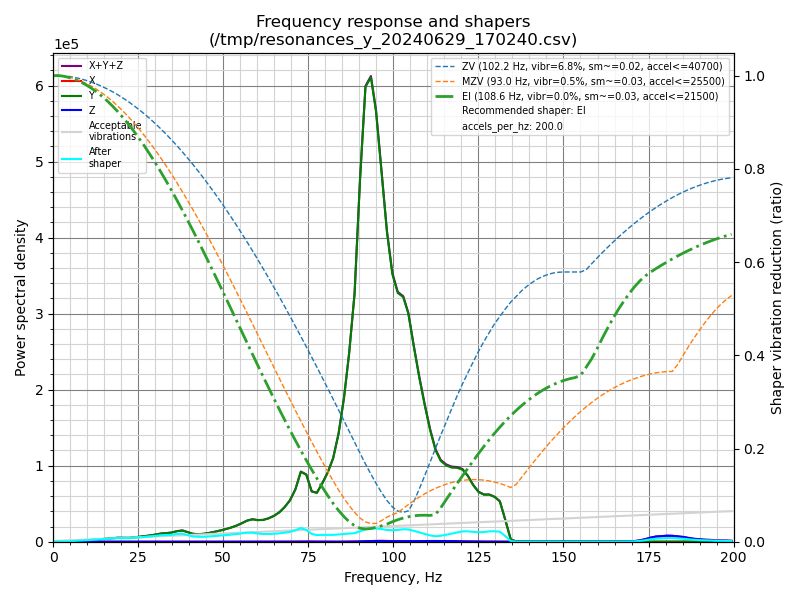 Frequency response and shapers
(/tmp/resonances_y_20240629_170240.csv)
1e5
X+Y+Z
X
Y
Z
Acceptable
vibrations
After
shaper
ZV (102.2 Hz, vibr=6.8%, sm~=0.02, accel<=40700)
MZV (93.0 Hz, vibr=0.5%, sm~=0.03, accel<=25500)
EI (108.6 Hz, vibr=0.0%, sm~=0.03, accel<=21500)
Recommended shaper: EI
accels_per_hz: 200.0
Power spectral density
6
5
4
3
2
1
0
1.0
0.8
0.6
0.4
0.2
0.0
Shaper vibration reduction (ratio)
0 25 50 75 100 125 150 175 200
Frequency, Hz